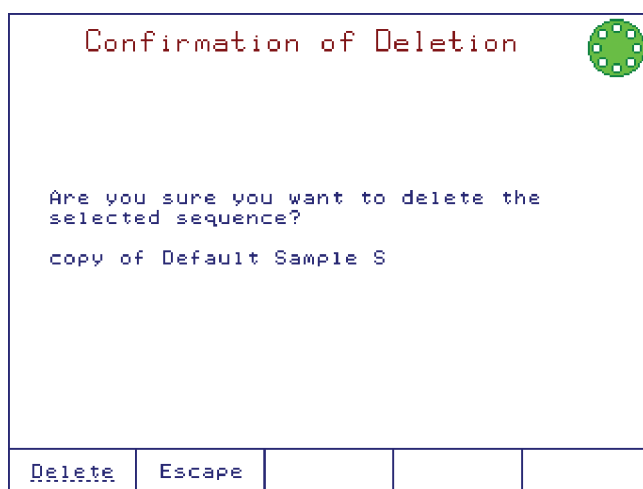 Confirmation of Deletion
Are you sure you want to delete the
selected sequence?
copy of Default Sample S
Delete
Escape